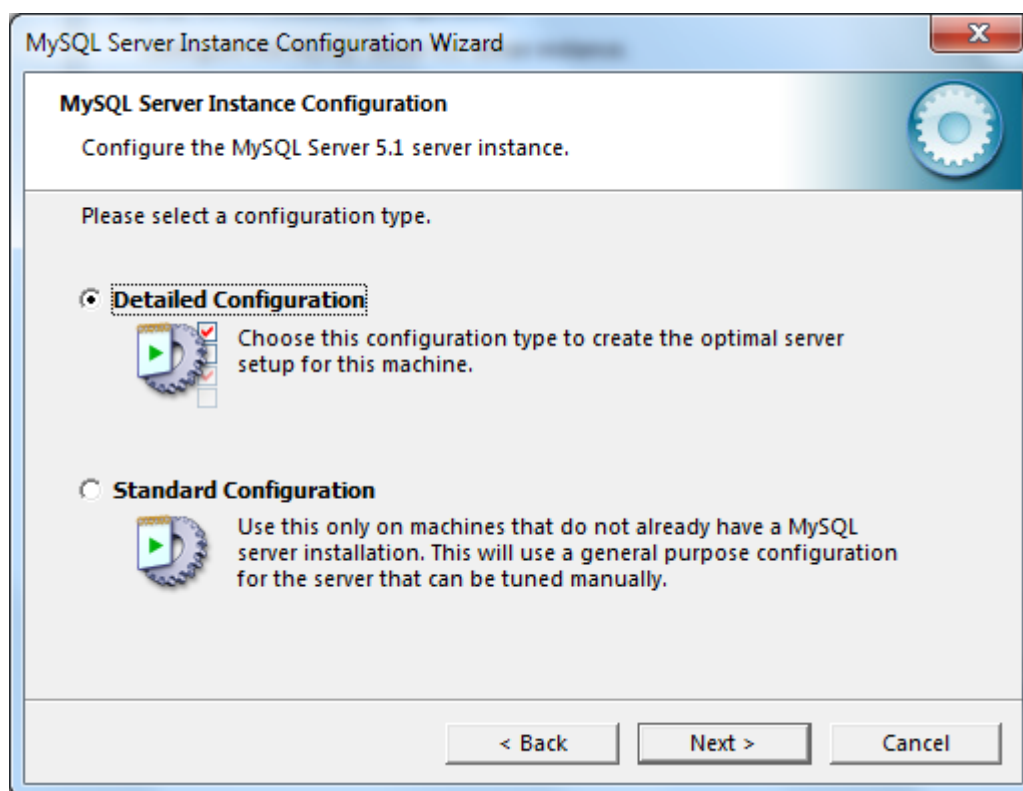 MySQL Server Instance Configuration Wizard
MySQL Server Instance Configuration
Configure the MySQL Server 5.1 server instance.
Please select a configuration type.
Detailed Configuration
Choose this configuration type to create the optimal server
setup for this machine.
Standard Configuration
Use this only on machines that do not already have a MySQL
server installation. This will use a general purpose configuration
for the server that can be tuned manually.
< Back
Next >
Cancel